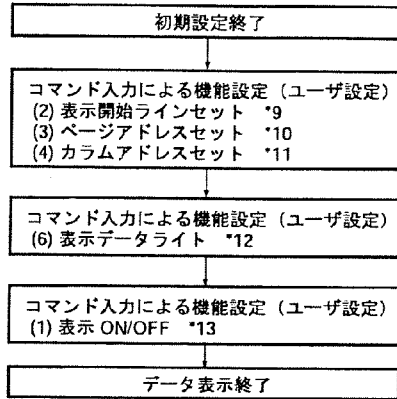 初期設定終了
コマンド入力による機能設定（ユーザ設定）
(2) 表示開始ラインセット *9
(3) ページアドレスセット *10
(4) カラムアドレスセット *11
コマンド入力による機能設定（ユーザ設定）
(6) 表示データライト *12
コマンド入力による機能設定（ユーザ設定）
(1) 表示 ON/OFF *13
データ表示終了